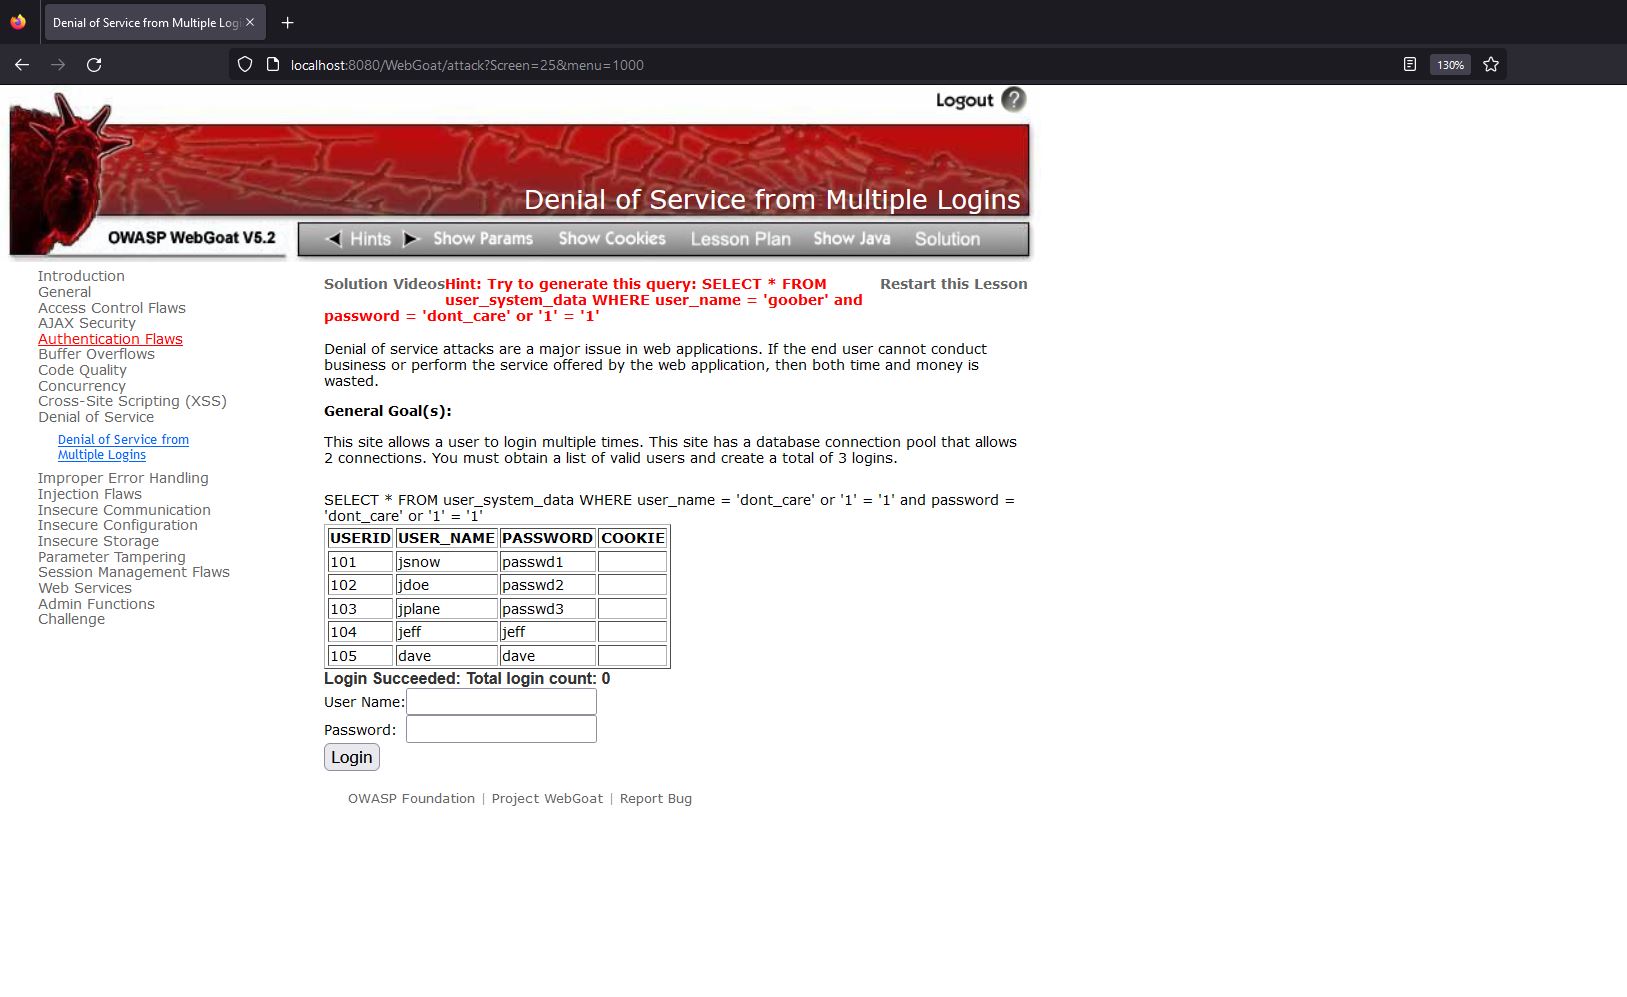 Denial of Service from Multiple Logi
localhost:8080/WebGoat/attack?Screen=25&menu=1000
130%
Logout ?
Denial of Service from Multiple Logins
OWASP WebGoat V5.2
Hints Show Params Show Cookies Lesson Plan Show Java Solution
Introduction
General
Access Control Flaws
AJAX Security
Authentication Flaws
Buffer Overflows
Code Quality
Concurrency
Cross-Site Scripting (XSS)
Denial of Service
Denial of Service from
Multiple Logins
Improper Error Handling
Injection Flaws
Insecure Communication
Insecure Configuration
Insecure Storage
Parameter Tampering
Session Management Flaws
Web Services
Admin Functions
Challenge
Solution Videos Hint: Try to generate this query: SELECT * FROM Restart this Lesson
user_system_data WHERE user_name = 'goober' and
password = 'dont_care' or '1' = '1'
Denial of service attacks are a major issue in web applications. If the end user cannot conduct
business or perform the service offered by the web application, then both time and money is
wasted.
General Goal(s):
This site allows a user to login multiple times. This site has a database connection pool that allows
2 connections. You must obtain a list of valid users and create a total of 3 logins.
SELECT * FROM user_system_data WHERE user_name = 'dont_care' or '1' = '1' and password =
'dont_care' or '1' = '1'
USERID USER_NAME PASSWORD COOKIE
101 jsnow passwd1
102 jdoe passwd2
103 jplane passwd3
104 jeff jeff
105 dave dave
Login Succeeded: Total login count: 0
User Name:
Password:
Login
OWASP Foundation | Project WebGoat | Report Bug